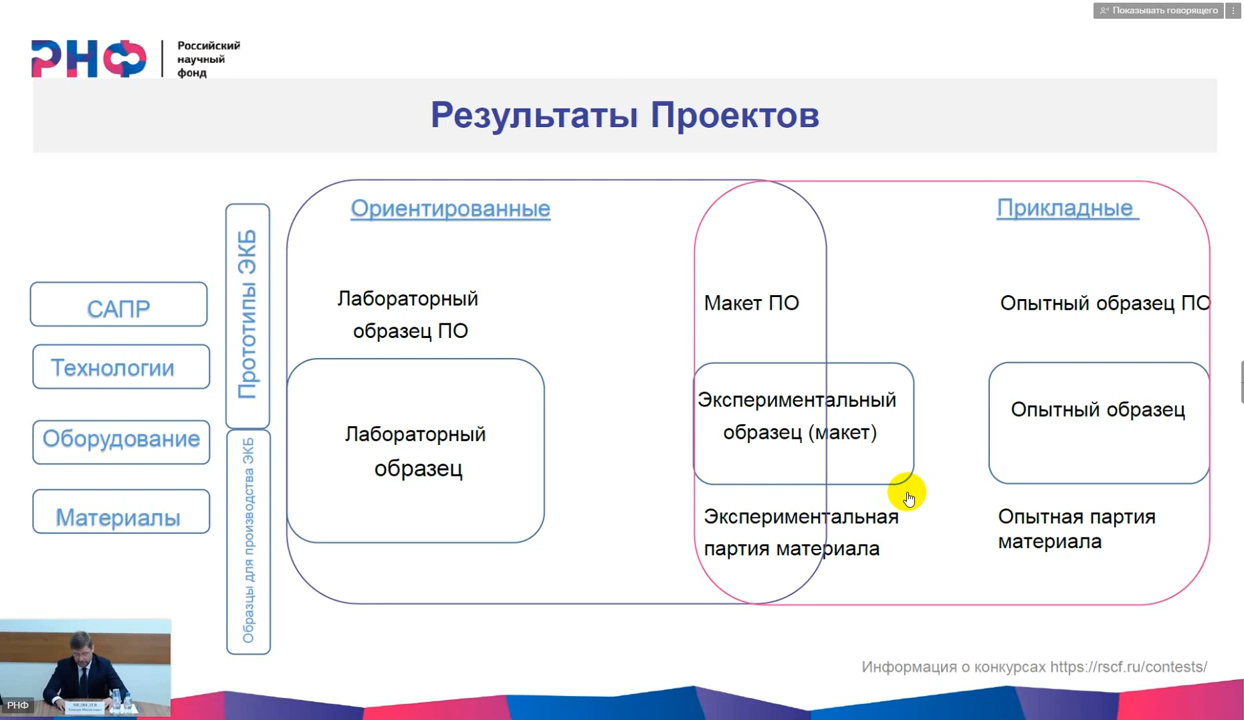 Показывать говорящего
РНФ
Российский
научный
фонд
Результаты Проектов
Ориентированные
Прикладные
Прототипы ЭКБ
Образцы для производства ЭКБ
САПР
Технологии
Оборудование
Материалы
Лабораторный
образец ПО
Макет ПО
Опытный образец ПО
Лабораторный
образец
Экспериментальный
образец (макет)
Опытный образец
Экспериментальная
партия материала
Опытная партия
материала
Информация о конкурсах https://rscf.ru/contests/
РНФ